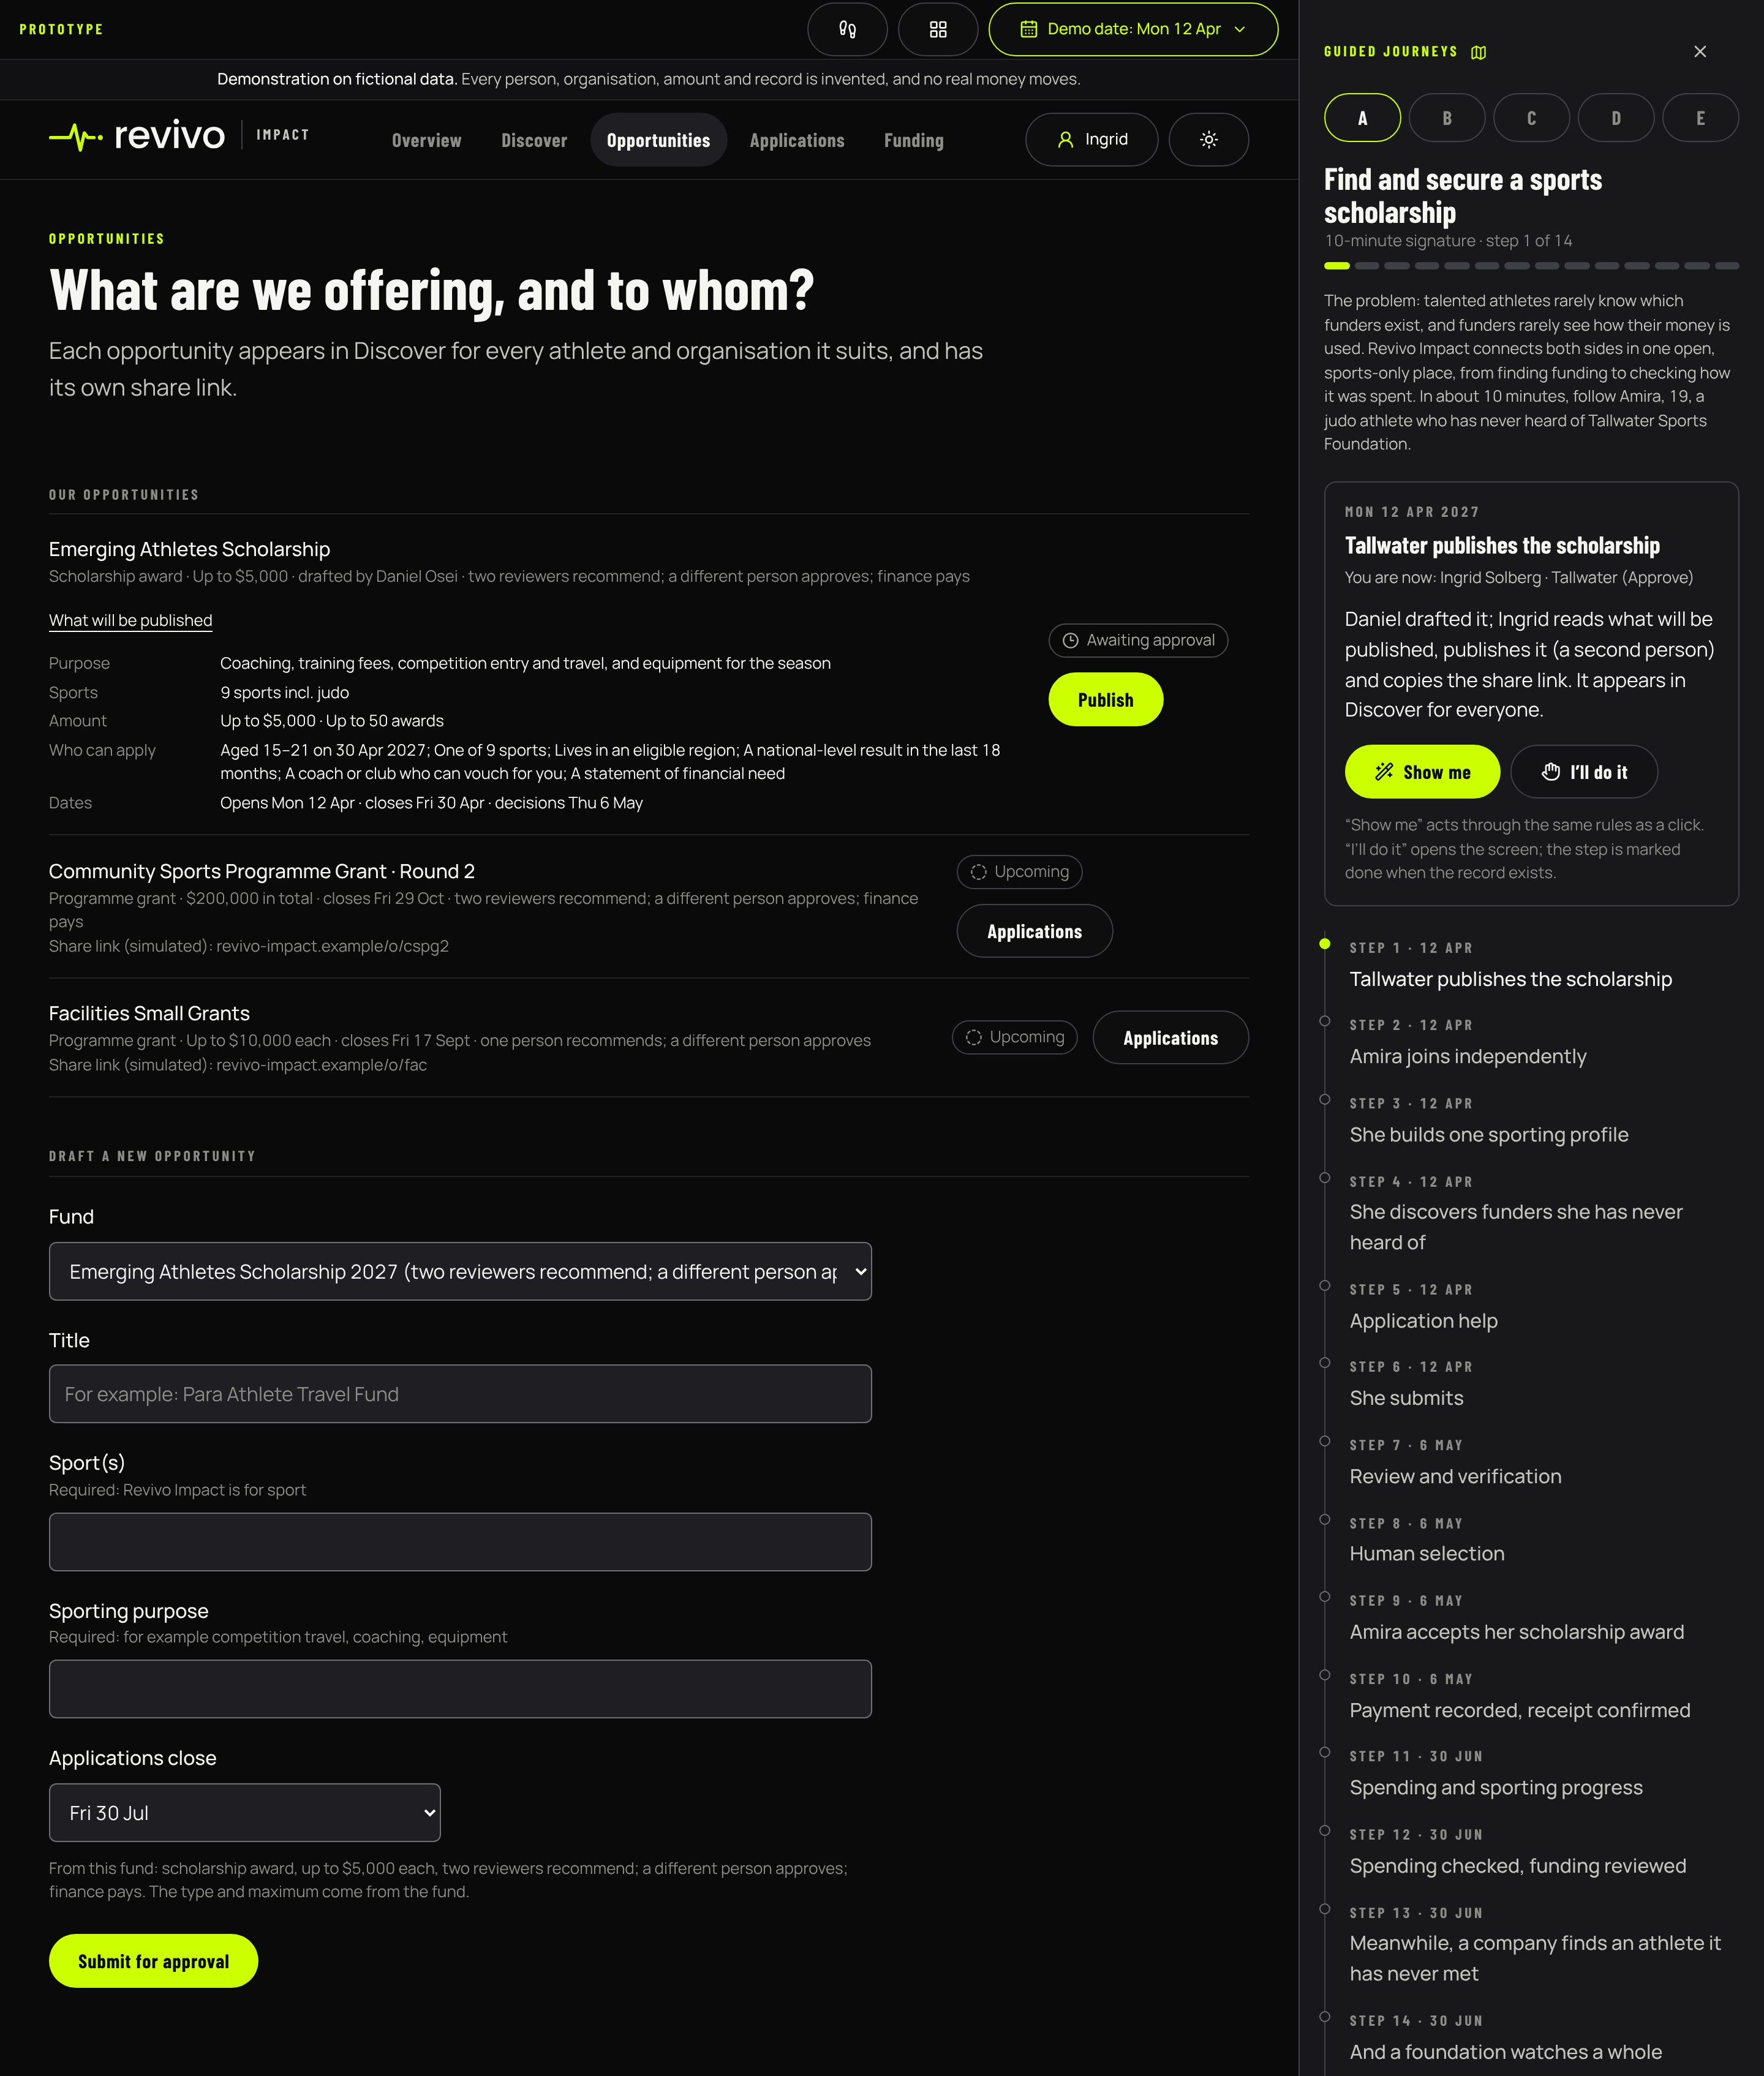 PROTOTYPE
Demo date: Mon 12 Apr
Demonstration on fictional data. Every person, organisation, amount and record is invented, and no real money moves.
revivo IMPACT
Overview Discover Opportunities Applications Funding
Ingrid
OPPORTUNITIES
What are we offering, and to whom?
Each opportunity appears in Discover for every athlete and organisation it suits, and has
its own share link.
OUR OPPORTUNITIES
Emerging Athletes Scholarship
Scholarship award · Up to $5,000 · drafted by Daniel Osei · two reviewers recommend; a different person approves; finance pays
What will be published
Purpose Coaching, training fees, competition entry and travel, and equipment for the season
Sports 9 sports incl. judo
Amount Up to $5,000 · Up to 50 awards
Who can apply Aged 15–21 on 30 Apr 2027; One of 9 sports; Lives in an eligible region; A national-level result in the last 18
months; A coach or club who can vouch for you; A statement of financial need
Dates Opens Mon 12 Apr · closes Fri 30 Apr · decisions Thu 6 May
Awaiting approval
Publish
Community Sports Programme Grant · Round 2
Programme grant · $200,000 in total · closes Fri 29 Oct · two reviewers recommend; a different person approves; finance
pays
Share link (simulated): revivo-impact.example/o/cspg2
Upcoming
Applications
Facilities Small Grants
Programme grant · Up to $10,000 each · closes Fri 17 Sept · one person recommends; a different person approves
Share link (simulated): revivo-impact.example/o/fac
Upcoming
Applications
DRAFT A NEW OPPORTUNITY
Fund
Emerging Athletes Scholarship 2027 (two reviewers recommend; a different person ap
Title
For example: Para Athlete Travel Fund
Sport(s)
Required: Revivo Impact is for sport
Sporting purpose
Required: for example competition travel, coaching, equipment
Applications close
Fri 30 Jul
From this fund: scholarship award, up to $5,000 each, two reviewers recommend; a different person approves;
finance pays. The type and maximum come from the fund.
Submit for approval
GUIDED JOURNEYS
A B C D E
Find and secure a sports
scholarship
10-minute signature · step 1 of 14
The problem: talented athletes rarely know which
funders exist, and funders rarely see how their money is
used. Revivo Impact connects both sides in one open,
sports-only place, from finding funding to checking how
it was spent. In about 10 minutes, follow Amira, 19, a
judo athlete who has never heard of Tallwater Sports
Foundation.
MON 12 APR 2027
Tallwater publishes the scholarship
You are now: Ingrid Solberg · Tallwater (Approve)
Daniel drafted it; Ingrid reads what will be
published, publishes it (a second person)
and copies the share link. It appears in
Discover for everyone.
Show me
I’ll do it
“Show me” acts through the same rules as a click.
“I’ll do it” opens the screen; the step is marked
done when the record exists.
STEP 1 · 12 APR
Tallwater publishes the scholarship
STEP 2 · 12 APR
Amira joins independently
STEP 3 · 12 APR
She builds one sporting profile
STEP 4 · 12 APR
She discovers funders she has never
heard of
STEP 5 · 12 APR
Application help
STEP 6 · 12 APR
She submits
STEP 7 · 6 MAY
Review and verification
STEP 8 · 6 MAY
Human selection
STEP 9 · 6 MAY
Amira accepts her scholarship award
STEP 10 · 6 MAY
Payment recorded, receipt confirmed
STEP 11 · 30 JUN
Spending and sporting progress
STEP 12 · 30 JUN
Spending checked, funding reviewed
STEP 13 · 30 JUN
Meanwhile, a company finds an athlete it
has never met
STEP 14 · 30 JUN
And a foundation watches a whole